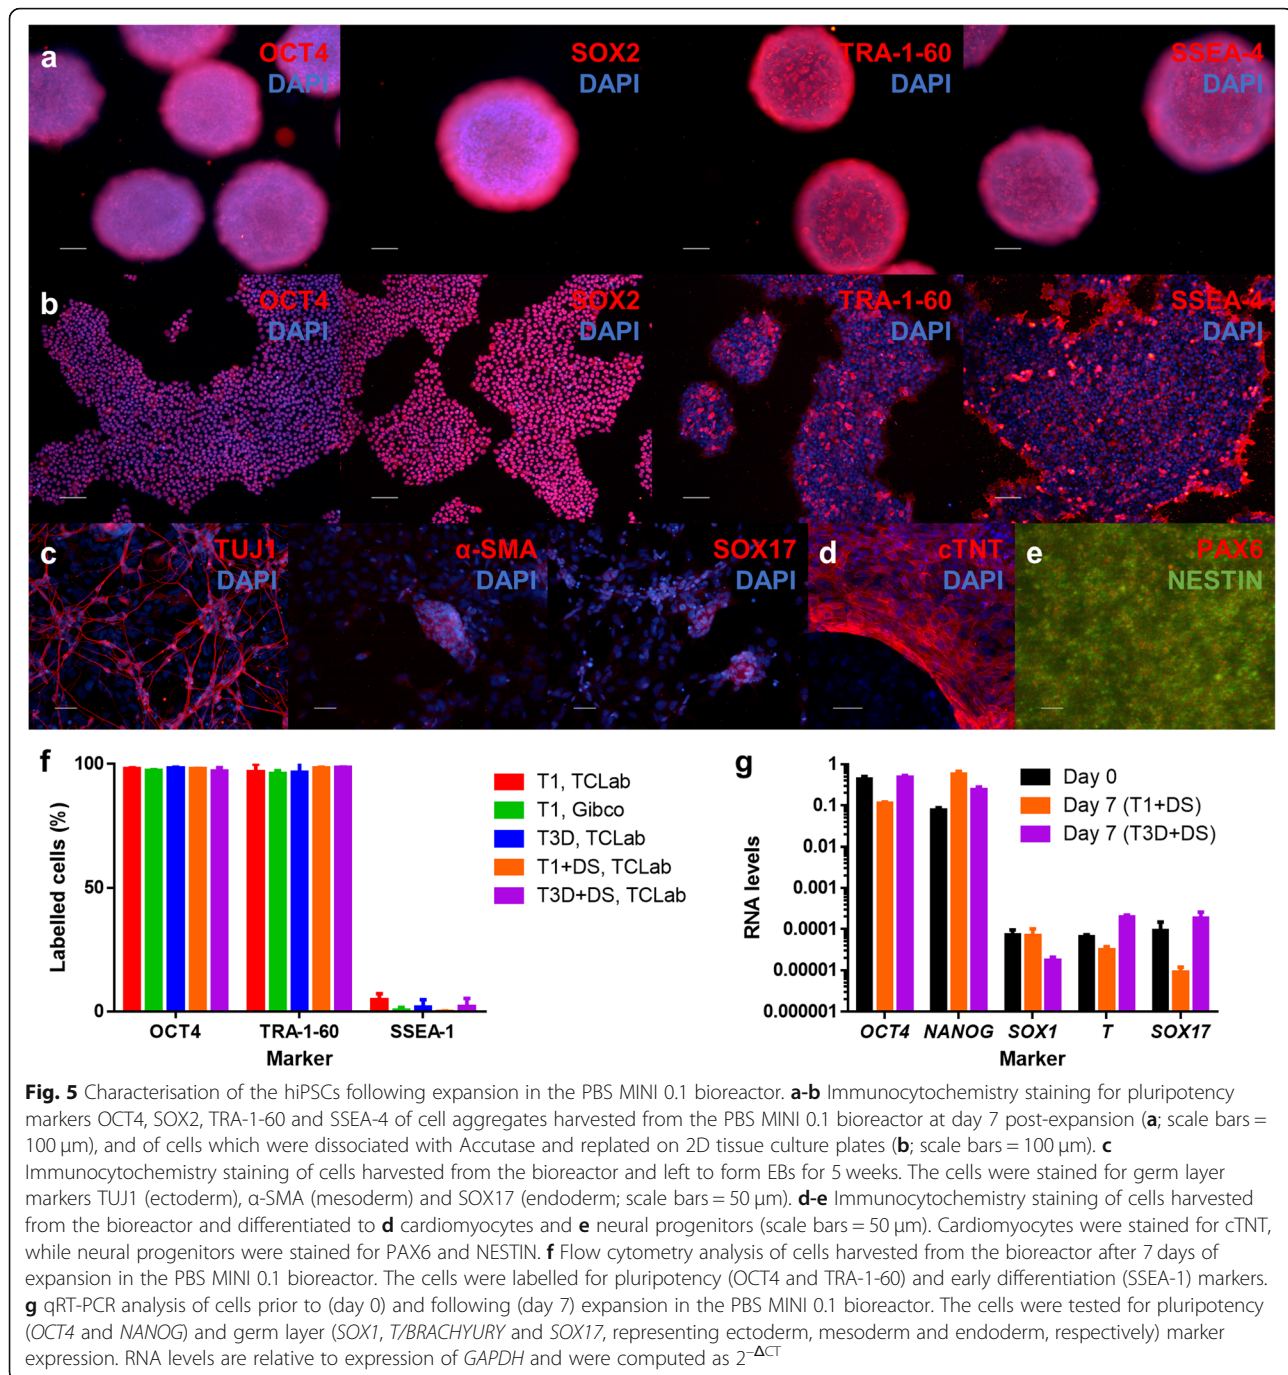 a
OCT4
DAPI
SOX2
DAPI
TRA-1-60
DAPI
SSEA-4
DAPI
b
OCT4
DAPI
SOX2
DAPI
TRA-1-60
DAPI
SSEA-4
DAPI
c
TUJ1
DAPI
α-SMA
DAPI
SOX17
DAPI
d
cTNT
DAPI
e
PAX6
NESTIN
f
Labelled cells (%)
100
50
0
OCT4 TRA-1-60 SSEA-1
Marker
T1, TCLab
T1, Gibco
T3D, TCLab
T1+DS, TCLab
T3D+DS, TCLab
g
RNA levels
1
0.1
0.01
0.001
0.0001
0.00001
0.000001
OCT4 NANOG SOX1 T SOX17
Marker
Day 0
Day 7 (T1+DS)
Day 7 (T3D+DS)
Fig. 5 Characterisation of the hiPSCs following expansion in the PBS MINI 0.1 bioreactor. a-b Immunocytochemistry staining for pluripotency
markers OCT4, SOX2, TRA-1-60 and SSEA-4 of cell aggregates harvested from the PBS MINI 0.1 bioreactor at day 7 post-expansion (a; scale bars =
100 μm), and of cells which were dissociated with Accutase and replated on 2D tissue culture plates (b; scale bars = 100 μm). c
Immunocytochemistry staining of cells harvested from the bioreactor and left to form EBs for 5 weeks. The cells were stained for germ layer
markers TUJ1 (ectoderm), α-SMA (mesoderm) and SOX17 (endoderm; scale bars = 50 μm). d-e Immunocytochemistry staining of cells harvested
from the bioreactor and differentiated to d cardiomyocytes and e neural progenitors (scale bars = 50 μm). Cardiomyocytes were stained for cTNT,
while neural progenitors were stained for PAX6 and NESTIN. f Flow cytometry analysis of cells harvested from the bioreactor after 7 days of
expansion in the PBS MINI 0.1 bioreactor. The cells were labelled for pluripotency (OCT4 and TRA-1-60) and early differentiation (SSEA-1) markers.
g qRT-PCR analysis of cells prior to (day 0) and following (day 7) expansion in the PBS MINI 0.1 bioreactor. The cells were tested for pluripotency
(OCT4 and NANOG) and germ layer (SOX1, T/BRACHYURY and SOX17, representing ectoderm, mesoderm and endoderm, respectively) marker
expression. RNA levels are relative to expression of GAPDH and were computed as 2^−ΔCT